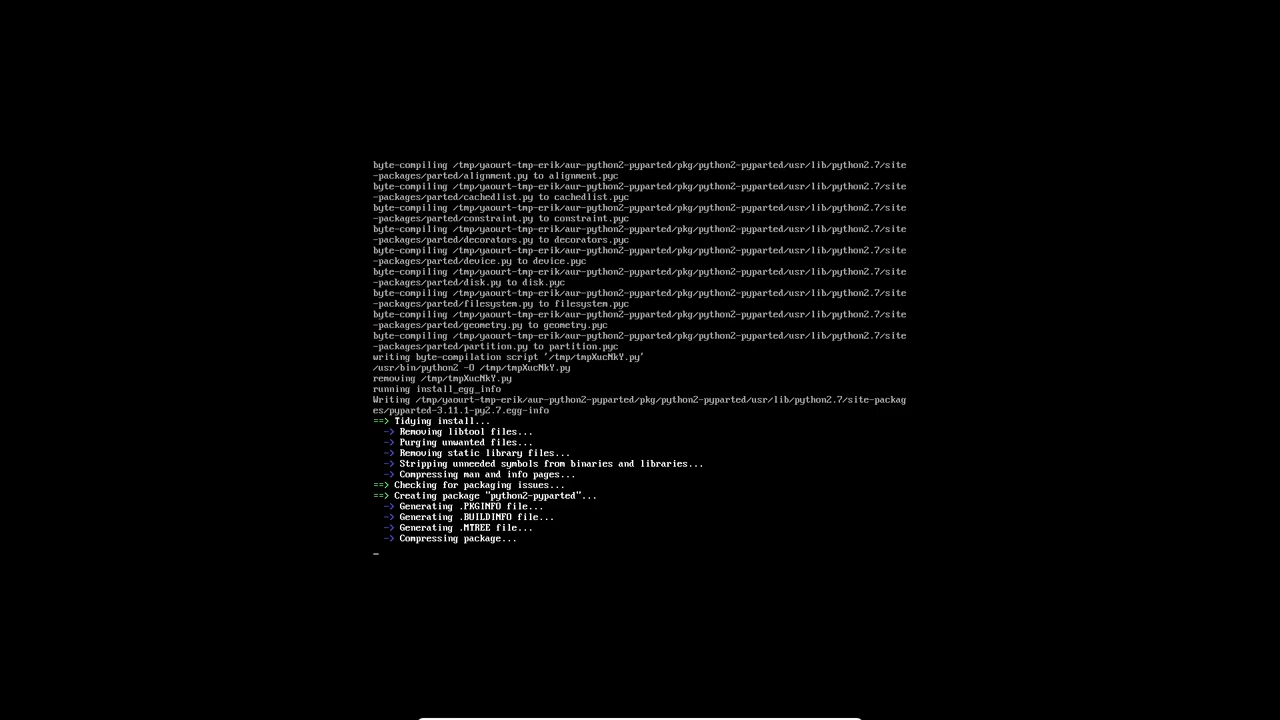 byte-compiling /tmp/yaourt-tmp-erik/aur-python2-pyparted/pkg/python2-pyparted/usr/lib/python2.7/site
-packages/parted/alignment.py to alignment.pyc
byte-compiling /tmp/yaourt-tmp-erik/aur-python2-pyparted/pkg/python2-pyparted/usr/lib/python2.7/site
-packages/parted/cachedlist.py to cachedlist.pyc
byte-compiling /tmp/yaourt-tmp-erik/aur-python2-pyparted/pkg/python2-pyparted/usr/lib/python2.7/site
-packages/parted/constraint.py to constraint.pyc
byte-compiling /tmp/yaourt-tmp-erik/aur-python2-pyparted/pkg/python2-pyparted/usr/lib/python2.7/site
-packages/parted/decorators.py to decorators.pyc
byte-compiling /tmp/yaourt-tmp-erik/aur-python2-pyparted/pkg/python2-pyparted/usr/lib/python2.7/site
-packages/parted/device.py to device.pyc
byte-compiling /tmp/yaourt-tmp-erik/aur-python2-pyparted/pkg/python2-pyparted/usr/lib/python2.7/site
-packages/parted/disk.py to disk.pyc
byte-compiling /tmp/yaourt-tmp-erik/aur-python2-pyparted/pkg/python2-pyparted/usr/lib/python2.7/site
-packages/parted/filesystem.py to filesystem.pyc
byte-compiling /tmp/yaourt-tmp-erik/aur-python2-pyparted/pkg/python2-pyparted/usr/lib/python2.7/site
-packages/parted/geometry.py to geometry.pyc
byte-compiling /tmp/yaourt-tmp-erik/aur-python2-pyparted/pkg/python2-pyparted/usr/lib/python2.7/site
-packages/parted/partition.py to partition.pyc
writing byte-compilation script '/tmp/tmpXucNkY.py'
/usr/bin/python2 -O /tmp/tmpXucNkY.py
removing /tmp/tmpXucNkY.py
running install_egg_info
Writing /tmp/yaourt-tmp-erik/aur-python2-pyparted/pkg/python2-pyparted/usr/lib/python2.7/site-packag
es/pyparted-3.11.1-py2.7.egg-info
==> Tidying install...
  -> Removing libtool files...
  -> Purging unwanted files...
  -> Removing static library files...
  -> Stripping unneeded symbols from binaries and libraries...
  -> Compressing man and info pages...
==> Checking for packaging issues...
==> Creating package "python2-pyparted"...
  -> Generating .PKGINFO file...
  -> Generating .BUILDINFO file...
  -> Generating .MTREE file...
  -> Compressing package...